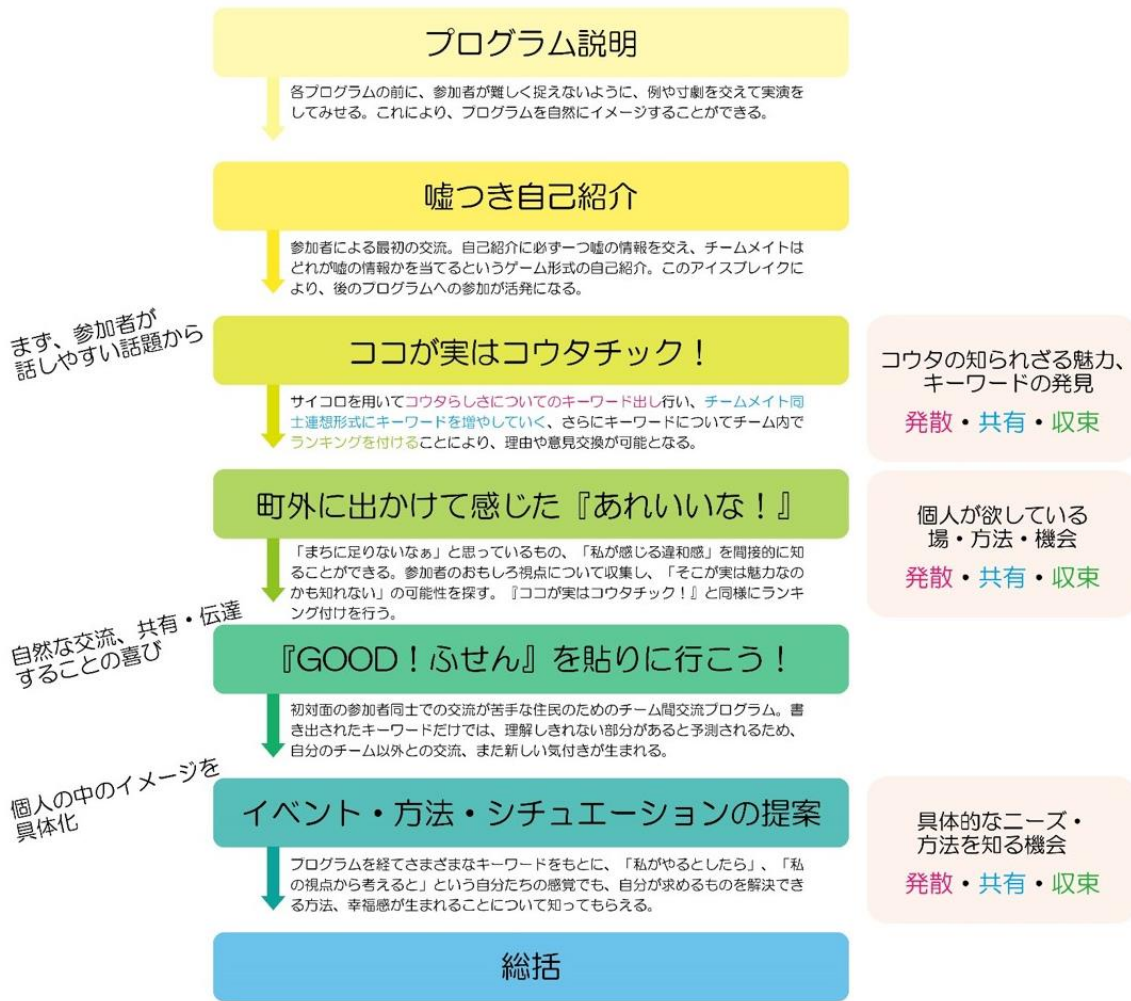 プログラム説明
各プログラムの前に、参加者が難しく捉えないように、例や寸劇を交えて実演を
してみせる。これにより、プログラムを自然にイメージすることができる。
嘘つき自己紹介
参加者による最初の交流。自己紹介に必ず一つ嘘の情報を交え、チームメイトは
どれが嘘の情報かを当てるというゲーム形式の自己紹介。このアイスブレイクに
より、後のプログラムへの参加が活発になる。
まず、参加者が
話しやすい話題から
ココが実はコウタチック！
サイコロを用いてコウタらしさについてのキーワード出し行い、チームメイト同
士連想形式にキーワードを増やしていく、さらにキーワードについてチーム内で
ランキングを付けることにより、理由や意見交換が可能となる。
コウタの知られざる魅力、
キーワードの発見
発散・共有・収束
町外に出かけて感じた『あれいいな！』
「まちに足りないなぁ」と思っているもの、「私が感じる違和感」を間接的に知
ることができる。参加者のおもしろ視点について収集し、「そこが実は魅力なの
かも知れない」の可能性を探す。『ココが実はコウタチック！』と同様にランキ
ング付けを行う。
個人が欲している
場・方法・機会
発散・共有・収束
自然な交流、共有・伝達
することの喜び
『GOOD！ふせん』を貼りに行こう！
初対面の参加者同士での交流が苦手な住民のためのチーム間交流プログラム。書
き出されたキーワードだけでは、理解しきれない部分があると予測されるため、
自分のチーム以外との交流、また新しい気付きが生まれる。
個人の中のイメージを
具体化
イベント・方法・シチュエーションの提案
プログラムを経てさまざまなキーワードをもとに、「私がやるとしたら」、「私
の視点から考えると」という自分たちの感覚でも、自分が求めるものを解決でき
る方法、幸福感が生まれることについて知ってもらえる。
具体的なニーズ・
方法を知る機会
発散・共有・収束
総括